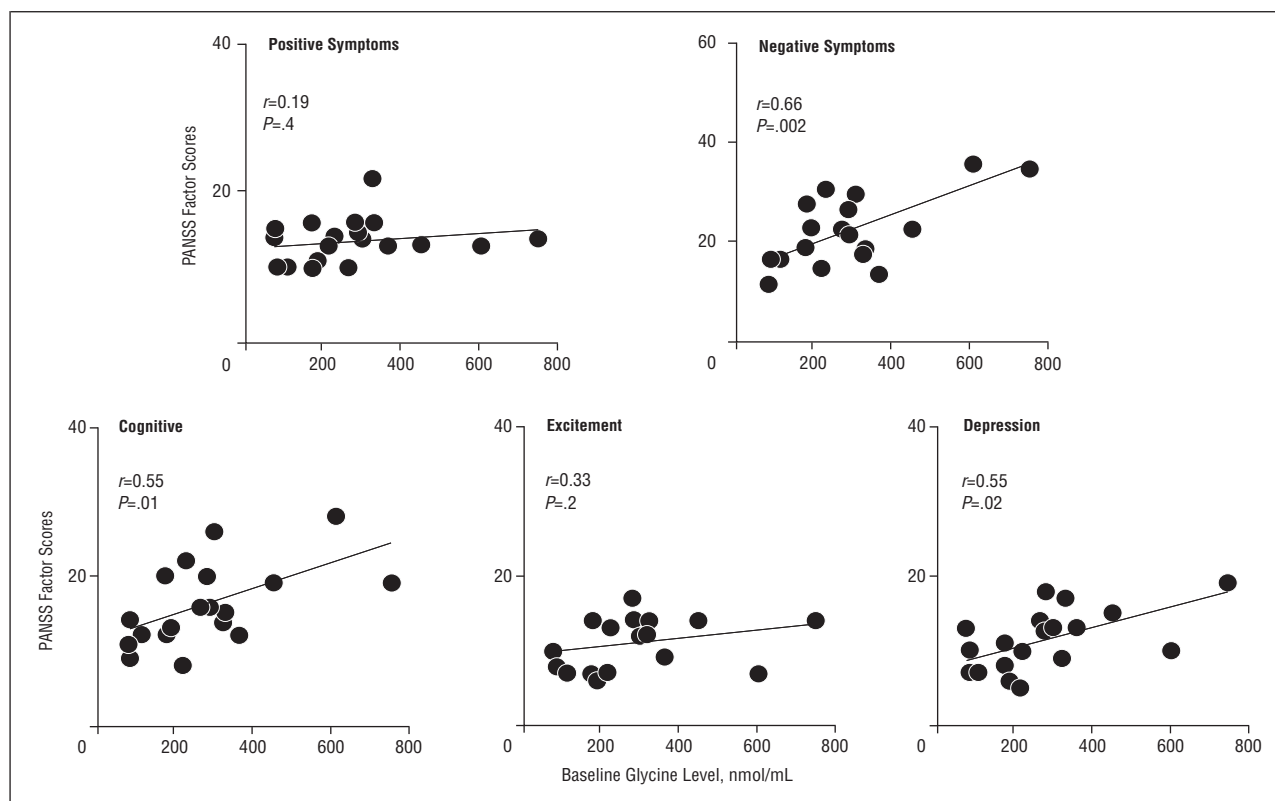 Positive Symptoms
r=0.19
P=.4
PANSS Factor Scores
40
20
0
200
400
600
800
Negative Symptoms
r=0.66
P=.002
60
40
20
0
200
400
600
800
Cognitive
r=0.55
P=.01
PANSS Factor Scores
40
20
0
200
400
600
800
Excitement
r=0.33
P=.2
40
20
0
200
400
600
800
Depression
r=0.55
P=.02
40
20
0
200
400
600
800
Baseline Glycine Level, nmol/mL